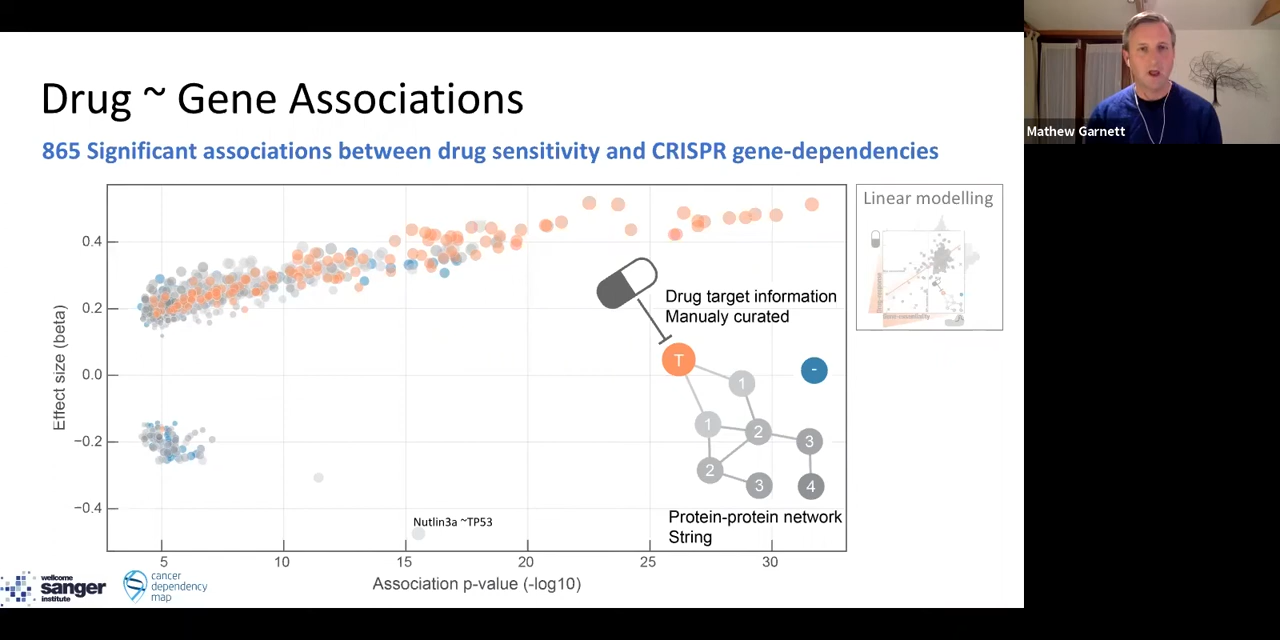 Drug ~ Gene Associations
865 Significant associations between drug sensitivity and CRISPR gene-dependencies
Mathew Garnett
Linear modelling
Effect size (beta)
0.4
0.2
0.0
−0.2
−0.4
Drug target information
Manualy curated
T
-
1
1
2
3
2
3
4
Nutlin3a ~TP53
Protein-protein network
String
5
10
15
20
25
30
Association p-value (-log10)
wellcome
sanger
institute
cancer
dependency
map